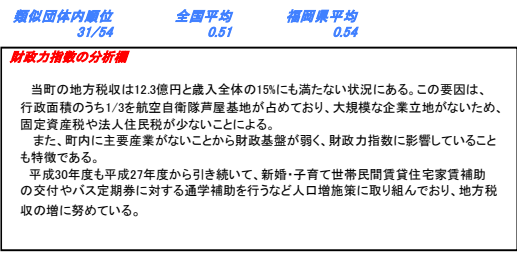 類似団体内順位 全国平均 福岡県平均
31/54 0.51 0.54
財政力指数の分析欄
当町の地方税収は12.3億円と歳入全体の15%にも満たない状況にある。この要因は、
行政面積のうち1/3を航空自衛隊芦屋基地が占めており、大規模な企業立地がないため、
固定資産税や法人住民税が少ないことによる。
また、町内に主要産業がないことから財政基盤が弱く、財政力指数に影響していること
も特徴である。
平成30年度も平成27年度から引き続いて、新婚・子育て世帯民間賃貸住宅家賃補助
の交付やバス定期券に対する通学補助を行うなど人口増施策に取り組んでおり、地方税
収の増に努めている。